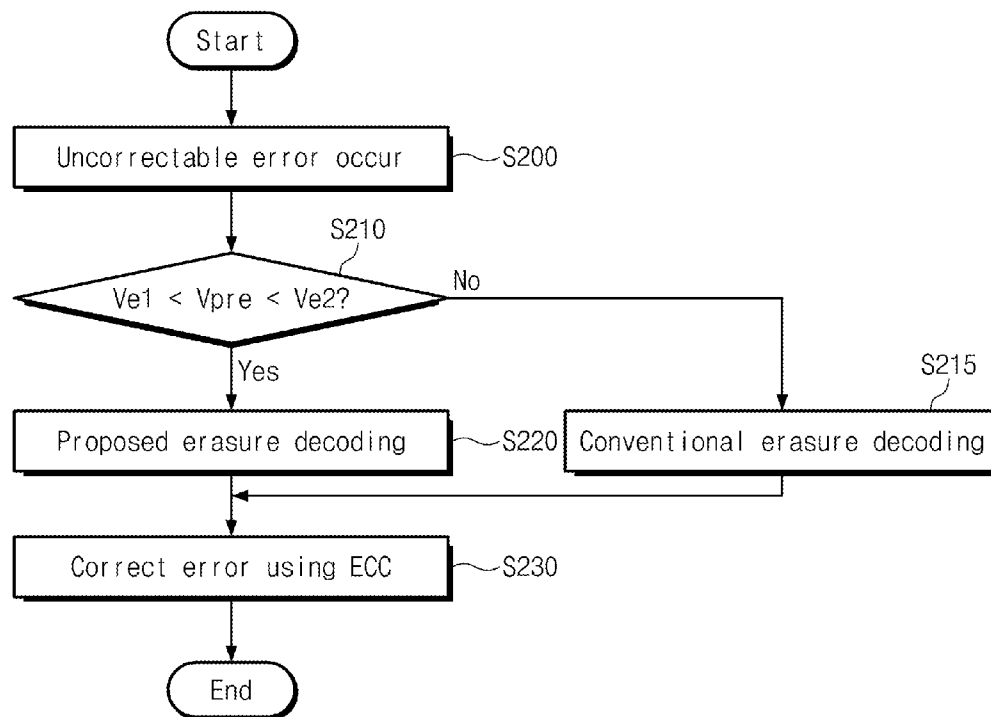 Start
Uncorrectable error occur
S200
S210
Ve1 < Vpre < Ve2?
No
Yes
S215
Proposed erasure decoding
S220
Conventional erasure decoding
Correct error using ECC
S230
End